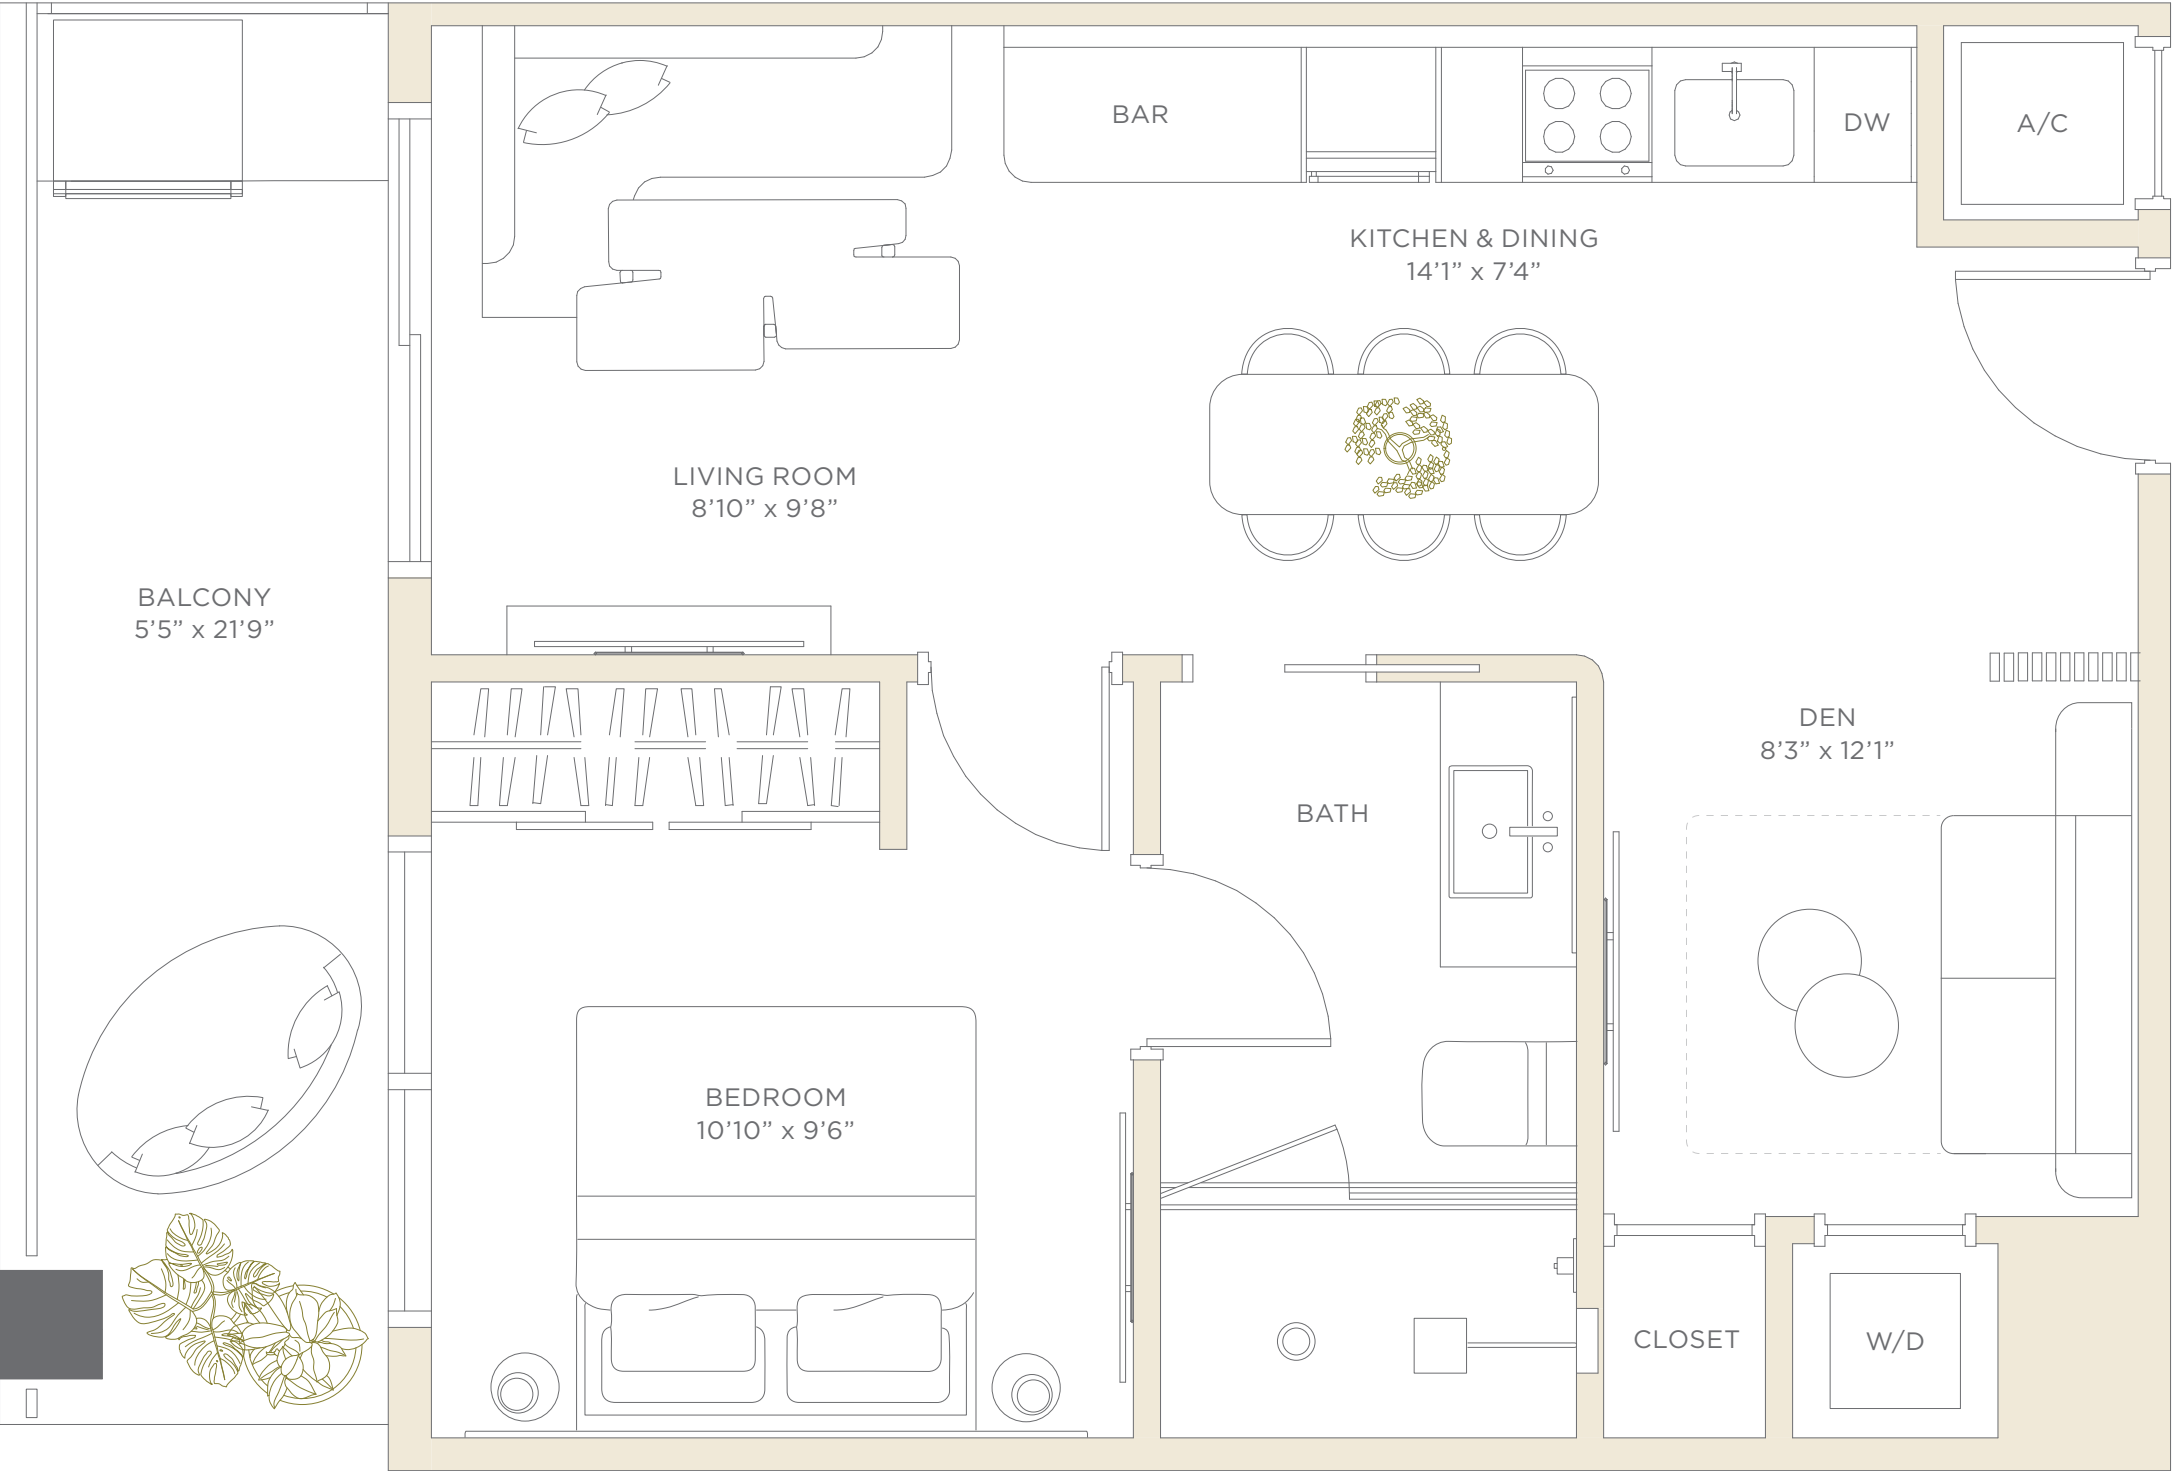 BAR
DW
A/C
KITCHEN & DINING
14’1” x 7’4”
LIVING ROOM
8’10” x 9’8”
BALCONY
5’5” x 21’9”
DEN
8’3” x 12’1”
BATH
BEDROOM
10’10” x 9’6”
CLOSET
W/D